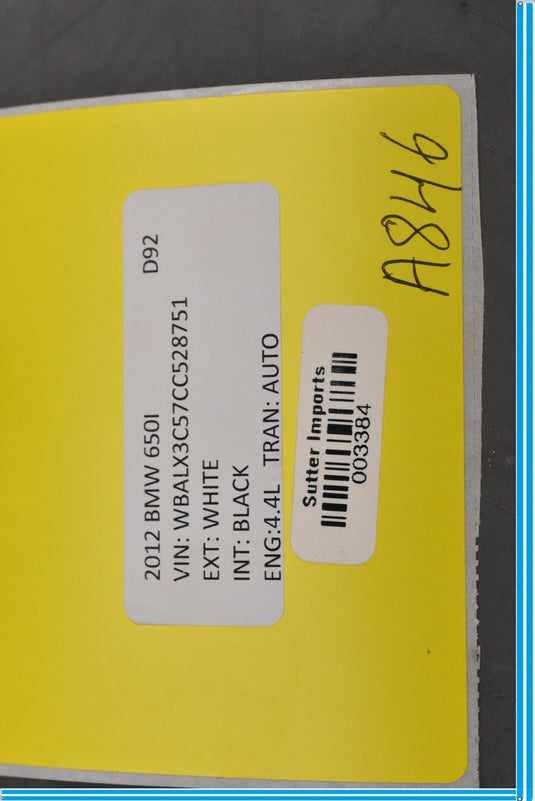 2012 BMW 650I D92
VIN: WBALX3C57CC528751
EXT: WHITE
INT: BLACK
ENG:4.4L TRAN: AUTO
Sutter Imports
003384
A846